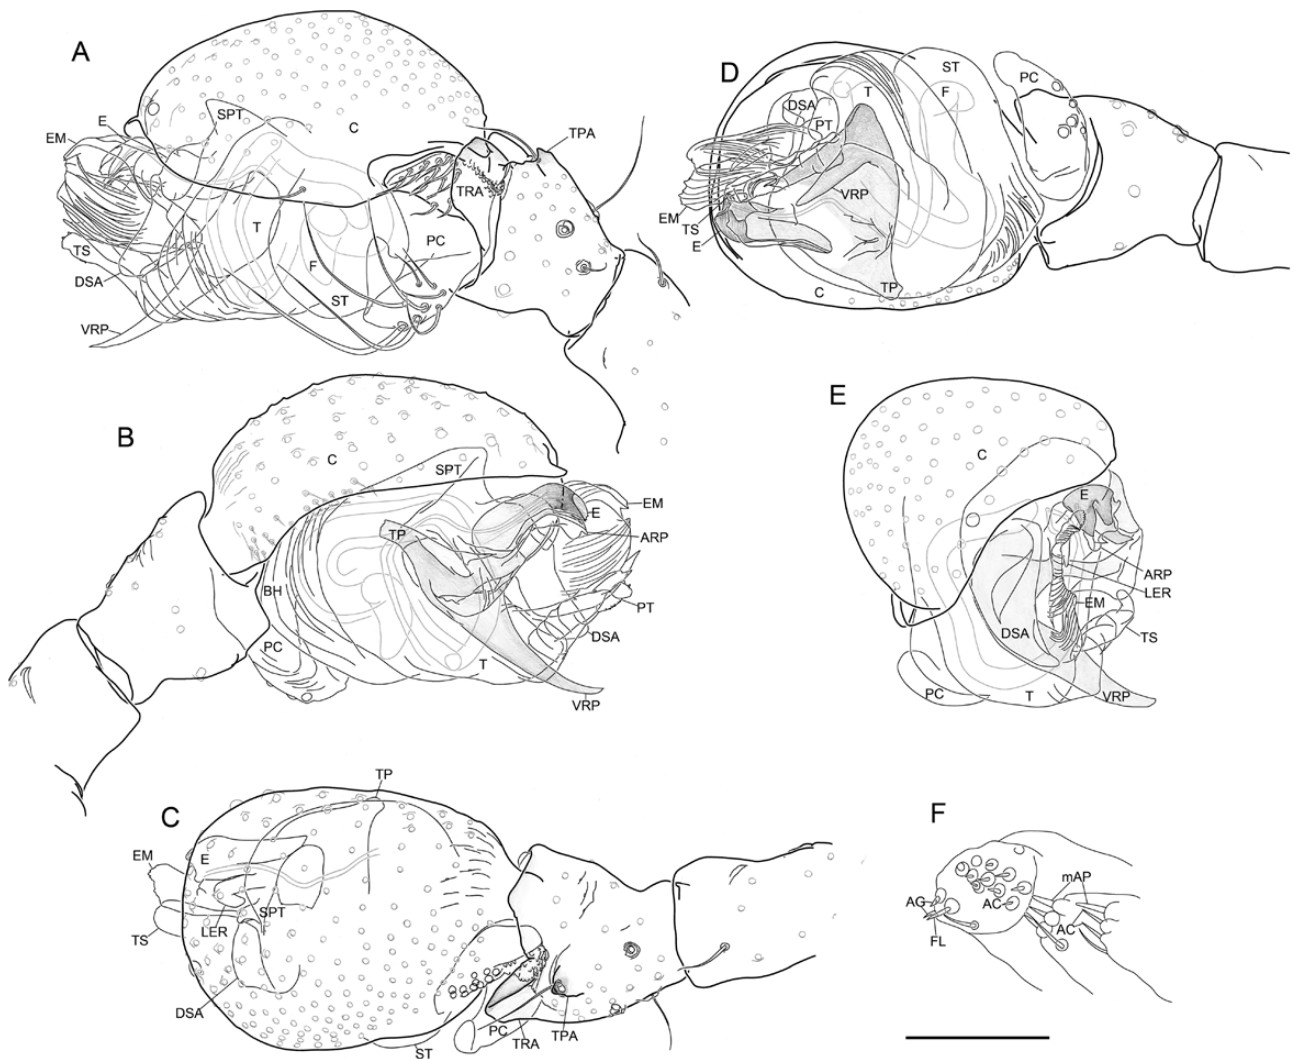 A
E
EM
SPT
C
TPA
TRA
T
PC
TS
DSA
F
ST
VRP
D
ST
PC
T
F
DSA
PT
VRP
EM
TS
E
C
TP
B
C
SPT
EM
E
TP
ARP
BH
PT
DSA
PC
T
VRP
E
C
E
ARP
LER
EM
DSA
TS
PC
T
VRP
C
TP
EM
E
LER
SPT
TS
DSA
PC
TRA
TPA
ST
F
mAP
AG
AC
AC
FL